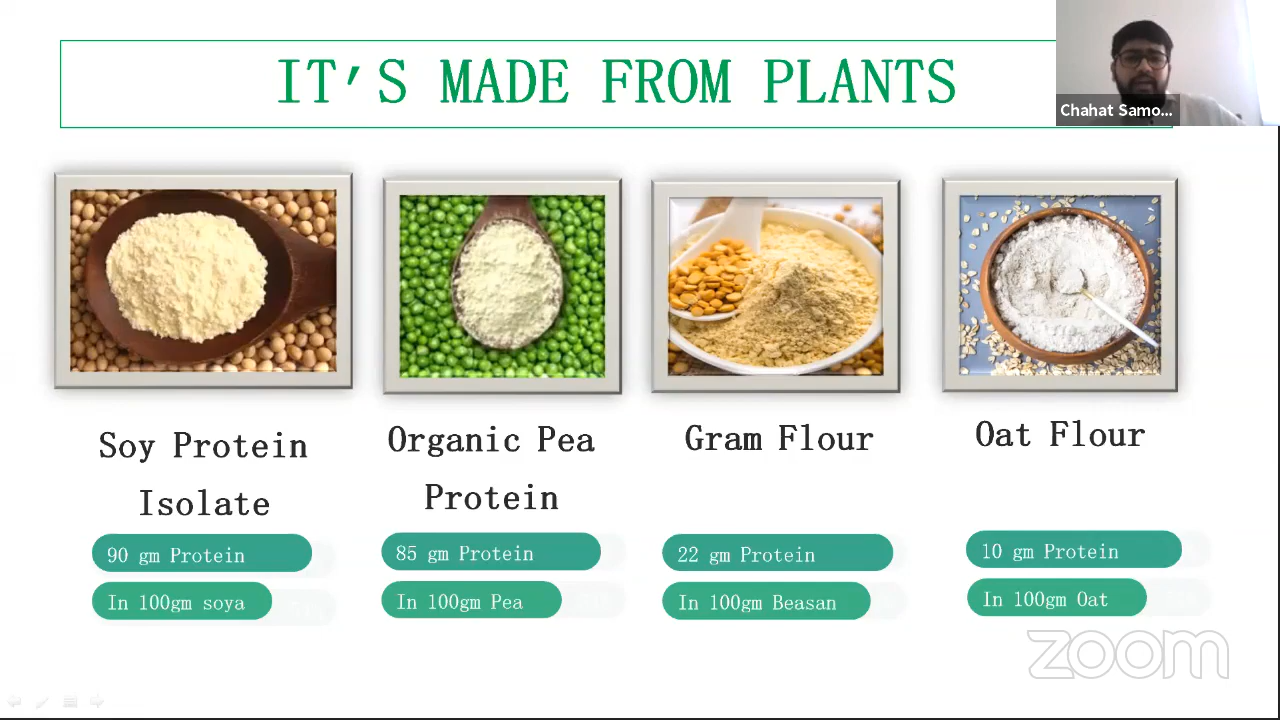 IT'S MADE FROM PLANTS
Chahat Samo...
Soy Protein
Isolate
90 gm Protein
In 100gm soya
Organic Pea
Protein
85 gm Protein
In 100gm Pea
Gram Flour
22 gm Protein
In 100gm Beasan
Oat Flour
10 gm Protein
In 100gm Oat
zoom